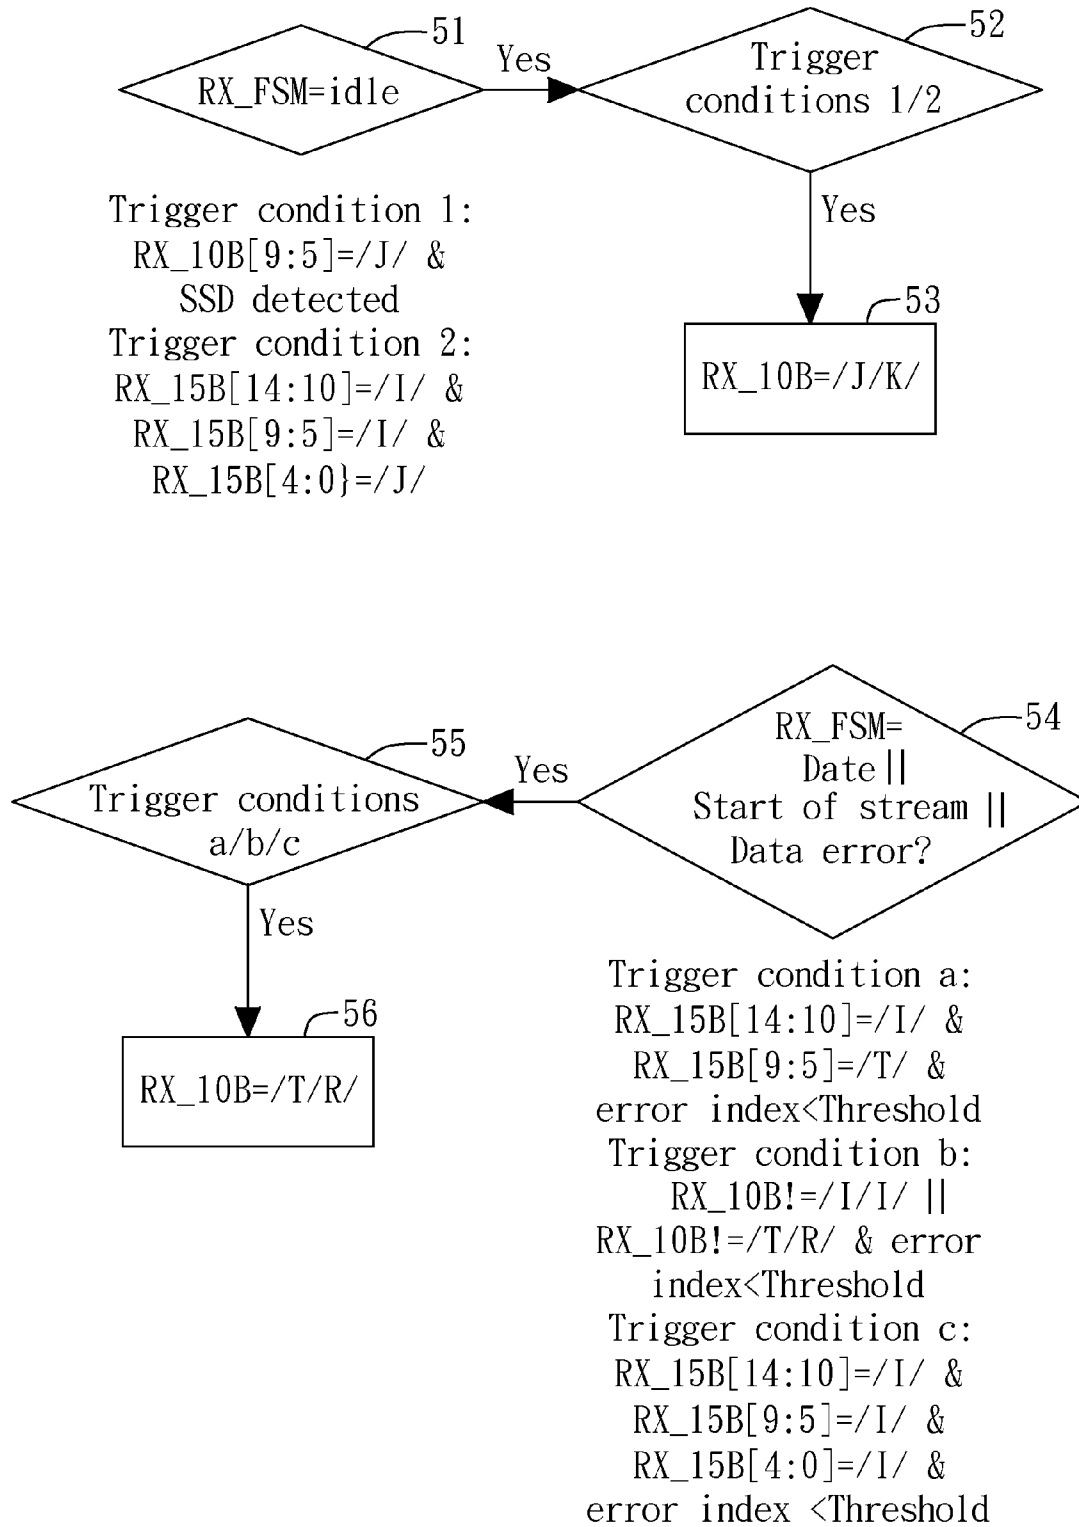 51
RX_FSM=idle
Yes
52
Trigger
conditions 1/2
Yes
53
RX_10B=/J/K/
Trigger condition 1:
RX_10B[9:5]=/J/ &
SSD detected
Trigger condition 2:
RX_15B[14:10]=/I/ &
RX_15B[9:5]=/I/ &
RX_15B[4:0}=/J/
54
RX_FSM=
Date||
Start of stream ||
Data error?
Yes
55
Trigger conditions
a/b/c
Yes
56
RX_10B=/T/R/
Trigger condition a:
RX_15B[14:10]=/I/ &
RX_15B[9:5]=/T/ &
error index<Threshold
Trigger condition b:
RX_10B!=/I/I/ ||
RX_10B!=/T/R/ & error
index<Threshold
Trigger condition c:
RX_15B[14:10]=/I/ &
RX_15B[9:5]=/I/ &
RX_15B[4:0]=/I/ &
error index <Threshold